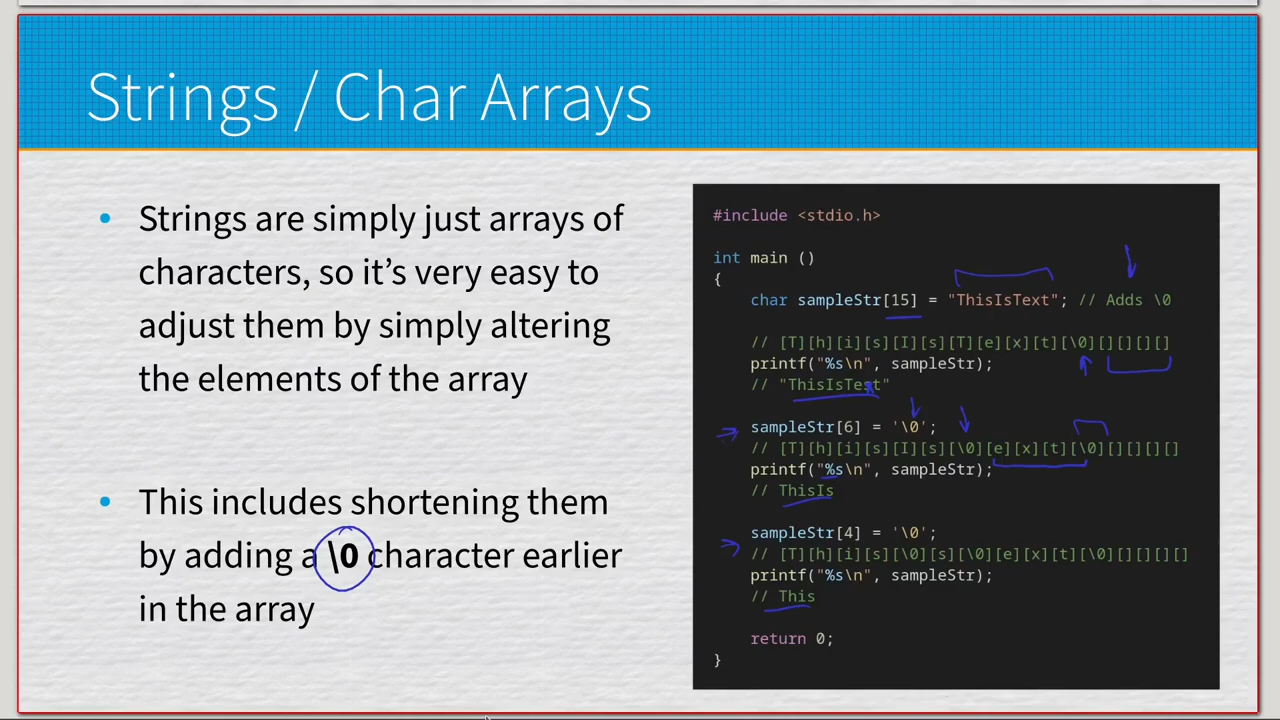 Strings / Char Arrays
• Strings are simply just arrays of
characters, so it's very easy to
adjust them by simply altering
the elements of the array
• This includes shortening them
by adding a \0 character earlier
in the array
#include <stdio.h>
int main ()
{
char sampleStr[15] = "ThisIsText"; // Adds \0
// [T][h][i][s][I][s][T][e][x][t][\0][][][][]
printf("%s\n", sampleStr);
// "ThisIsTest"
sampleStr[6] = '\0';
// [T][h][i][s][I][s][\0][e][x][t][\0][][][][]
printf("%s\n", sampleStr);
// ThisIs
sampleStr[4] = '\0';
// [T][h][i][s][\0][s][\0][e][x][t][\0][][][][]
printf("%s\n", sampleStr);
// This
return 0;
}